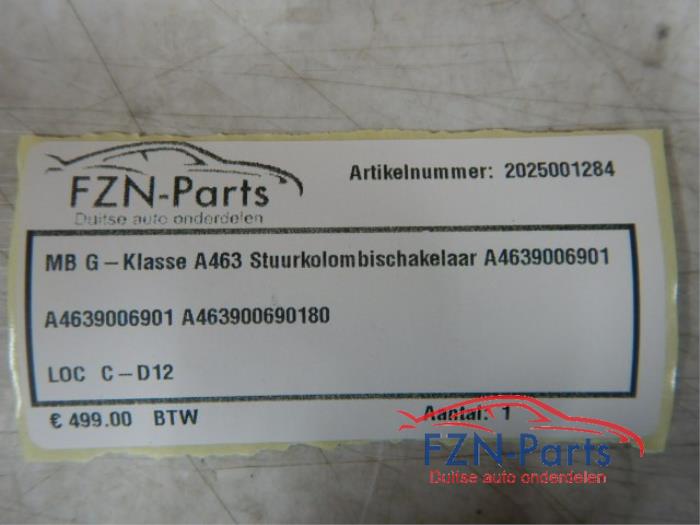 FZN-Parts
Duitse auto onderdelen
Artikelnummer: 2025001284
MB G-Klasse A463 Stuurkolombischakelaar A4639006901
A4639006901 A463900690180
LOC C-D12
€ 499.00 BTW
Aantal: 1
FZN-Parts
Duitse auto onderdelen